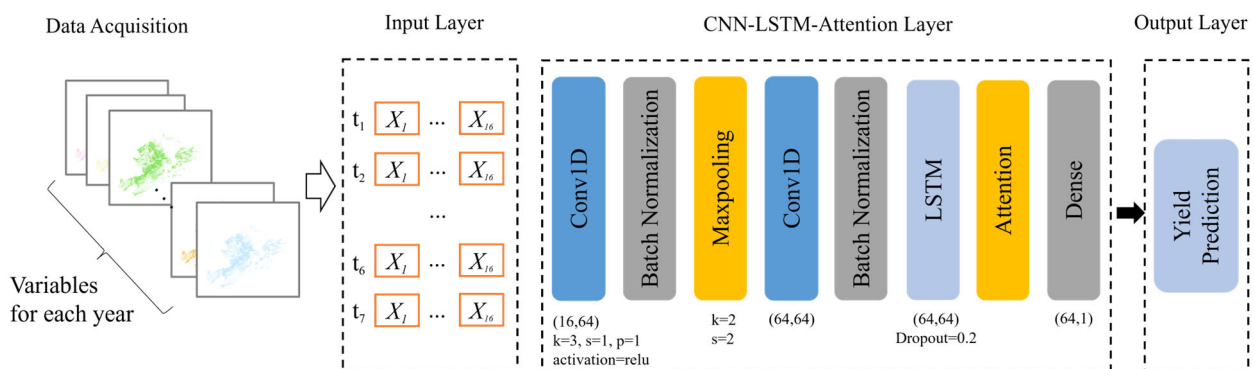 Data Acquisition
Input Layer
CNN-LSTM-Attention Layer
Output Layer
t1 X1 ... X16
t2 X1 ... X16
...
t6 X1 ... X16
t7 X1 ... X16
Variables
for each year
Conv1D
Batch Normalization
Maxpooling
Conv1D
Batch Normalization
LSTM
Attention
Dense
(16,64)
k=3, s=1, p=1
activation=relu
k=2
s=2
(64,64)
(64,64)
Dropout=0.2
(64,1)
Yield
Prediction